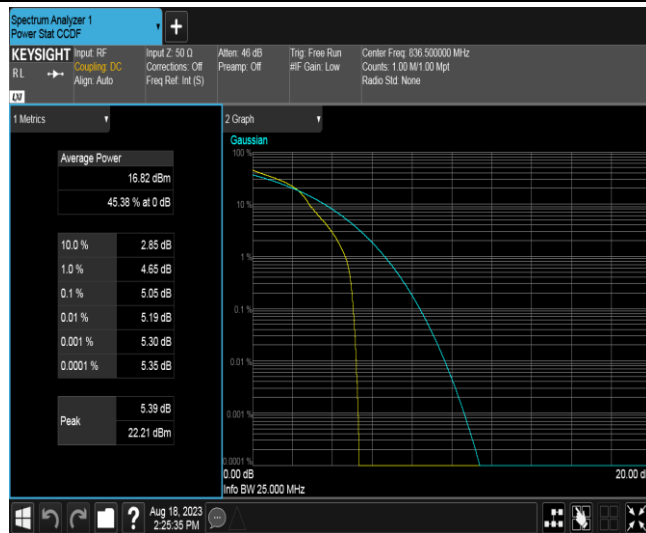 Spectrum Analyzer 1
Power Stat CCDF
+
KEYSIGHT
RL
Input: RF
Coupling: DC
Align: Auto
Input Z: 50 Ω
Corrections: Off
Freq Ref: Int (S)
Atten: 46 dB
Preamp: Off
Trig: Free Run
#IF Gain: Low
Center Freq: 836.500000 MHz
Counts: 1.00 M/1.00 Mpt
Radio Std: None
1 Metrics
Average Power
16.82 dBm
45.38 % at 0 dB
10.0 % 2.85 dB
1.0 % 4.65 dB
0.1 % 5.05 dB
0.01 % 5.19 dB
0.001 % 5.30 dB
0.0001 % 5.35 dB
Peak
5.39 dB
22.21 dBm
2 Graph
Gaussian
100 %
10 %
1 %
0.1 %
0.01 %
0.001 %
0.0001 %
0.00 dB
20.00 d
Info BW 25.000 MHz
?
Aug 18, 2023
2:25:35 PM